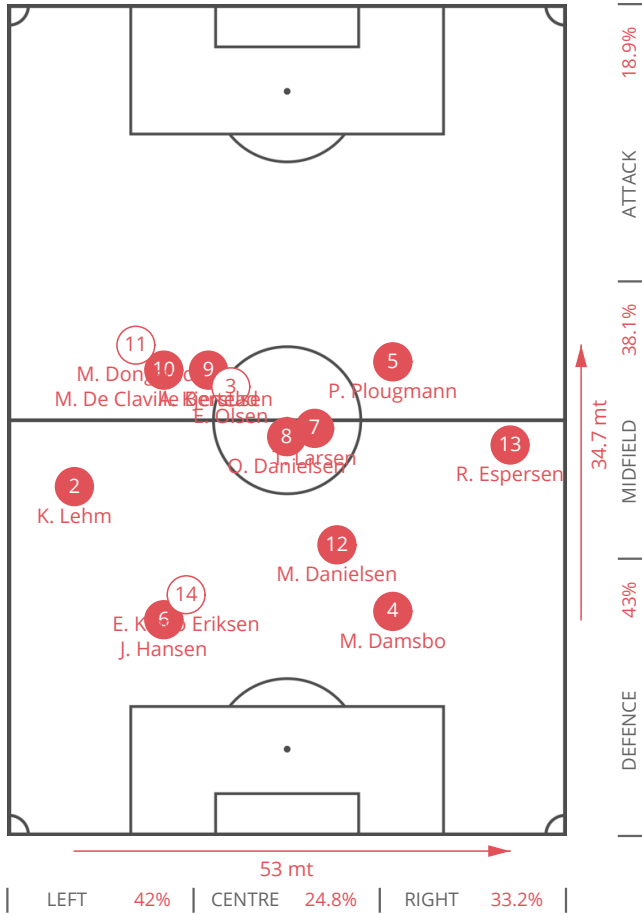 18.9%
ATTACK
38.1%
MIDFIELD
43%
DEFENCE
34.7 mt
11
10
9
3
5
M. De Claville
E. Olsen
P. Plougmann
8
7
13
O. Danielsen
T. Larsen
R. Espersen
2
K. Lehm
12
M. Danielsen
14
6
4
Eriksen
J. Hansen
M. Damsbo
53 mt
LEFT 42% CENTRE 24.8% RIGHT 33.2%